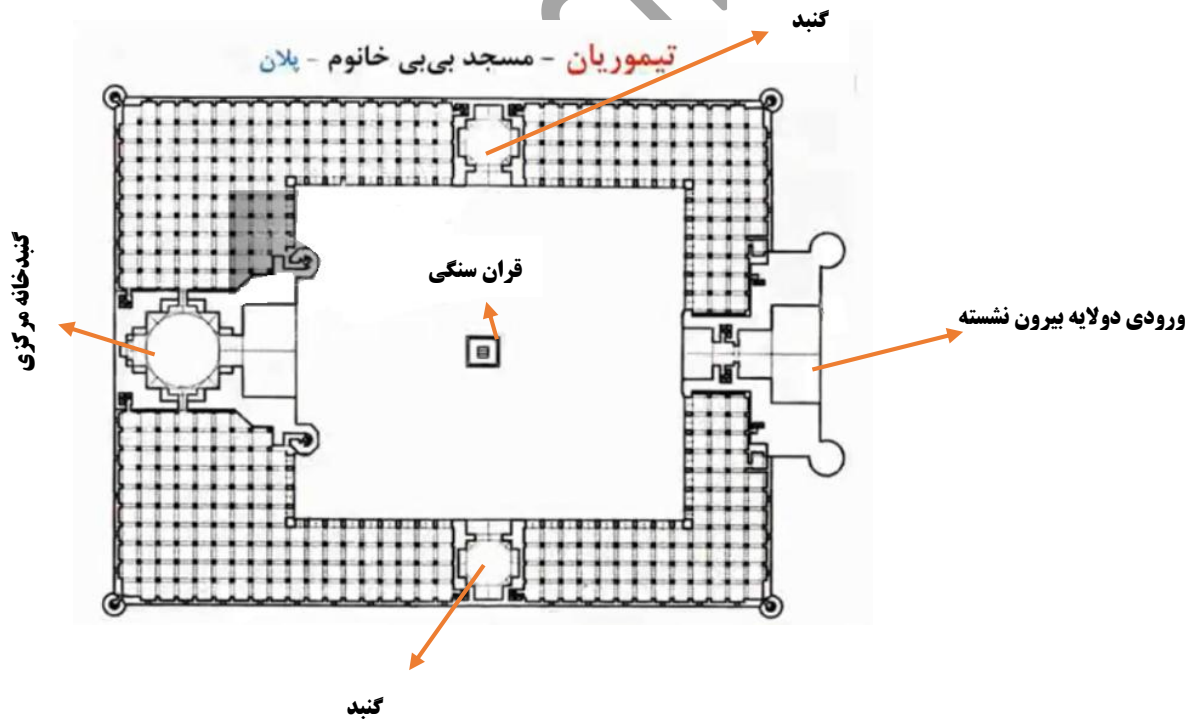 گنبد
تیموریان - مسجد بی‌بی خانوم - پلان
قران سنگی
گنبدخانه مرکزی
ورودی دولایه بیرون نشسته
گنبد